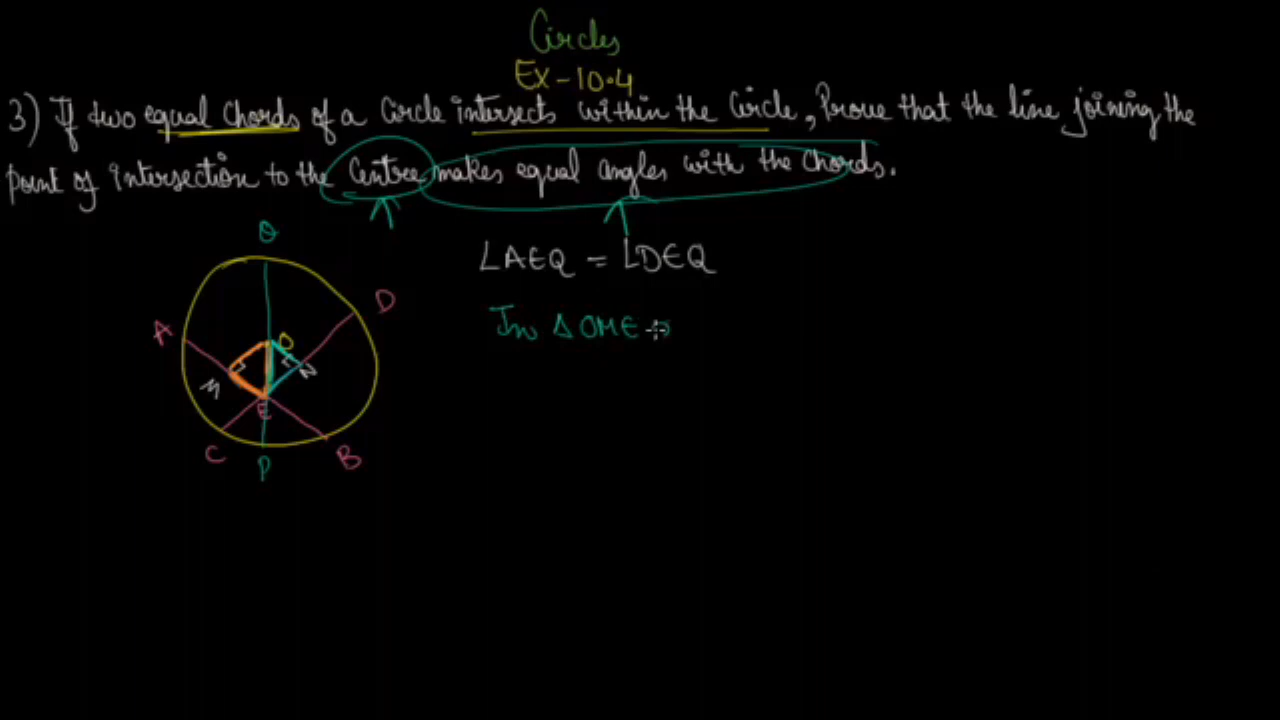 Circles
Ex-10.4
3) If two equal chords of a circle intersects within the circle, Prove that the line joining the
point of intersection to the Centre makes equal angles with the chords.
∠AEQ = ∠DEQ
In Δ OME
Q
D
A
O
M
N
E
C
B
P